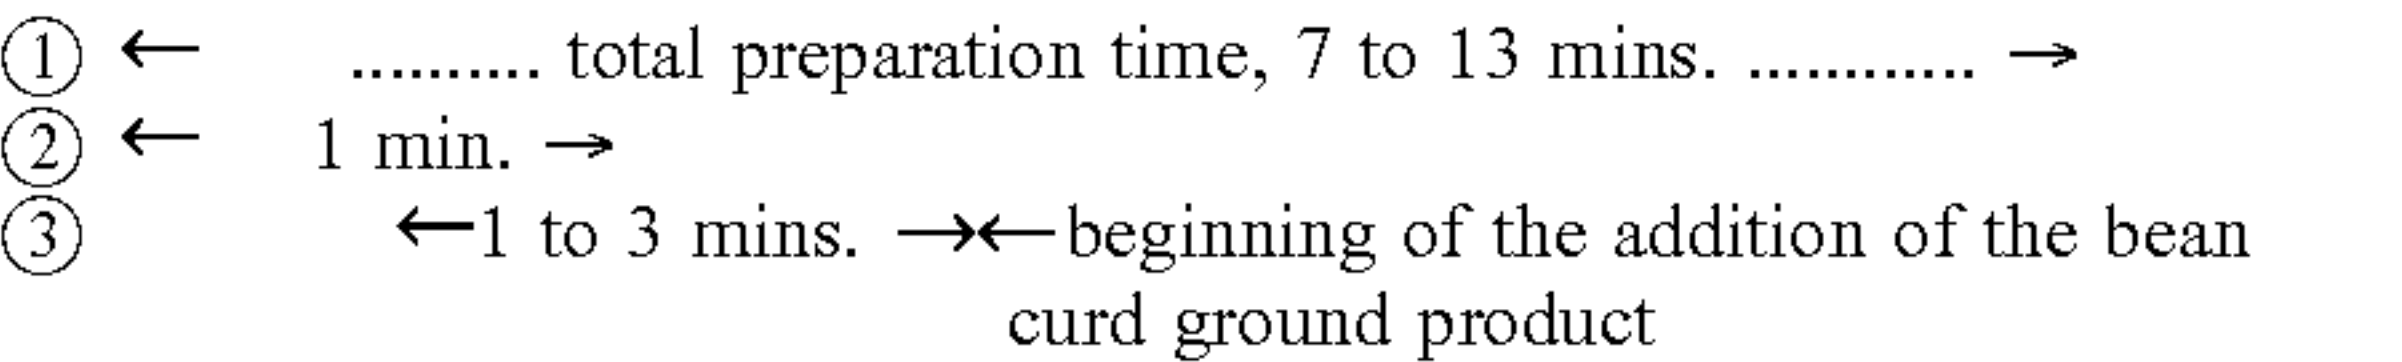 ① ← .......... total preparation time, 7 to 13 mins. ............ →
② ← 1 min. →
③ ←1 to 3 mins. →←beginning of the addition of the bean
curd ground product